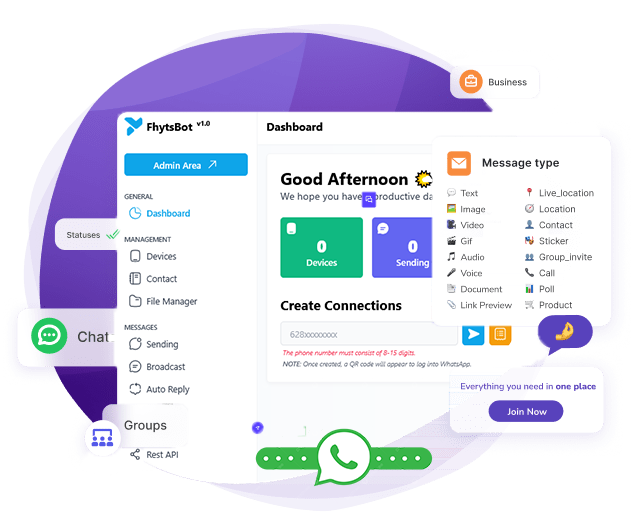 Business
FhytsBot v1.0
Dashboard
Admin Area
Good Afternoon
We hope you have productive da
GENERAL
Dashboard
Statuses
MANAGEMENT
Devices
Contact
File Manager
0
Devices
0
Sending
Message type
Text
Live_location
Image
Location
Video
Contact
Gif
Sticker
Audio
Group_invite
Voice
Call
Document
Poll
Link Preview
Product
Create Connections
628xxxxxxxx
The phone number must consist of 8-15 digits.
NOTE: Once created, a QR code will appear to log into WhatsApp.
Chat
MESSAGES
Sending
Broadcast
Auto Reply
Groups
Rest API
Everything you need in one place
Join Now